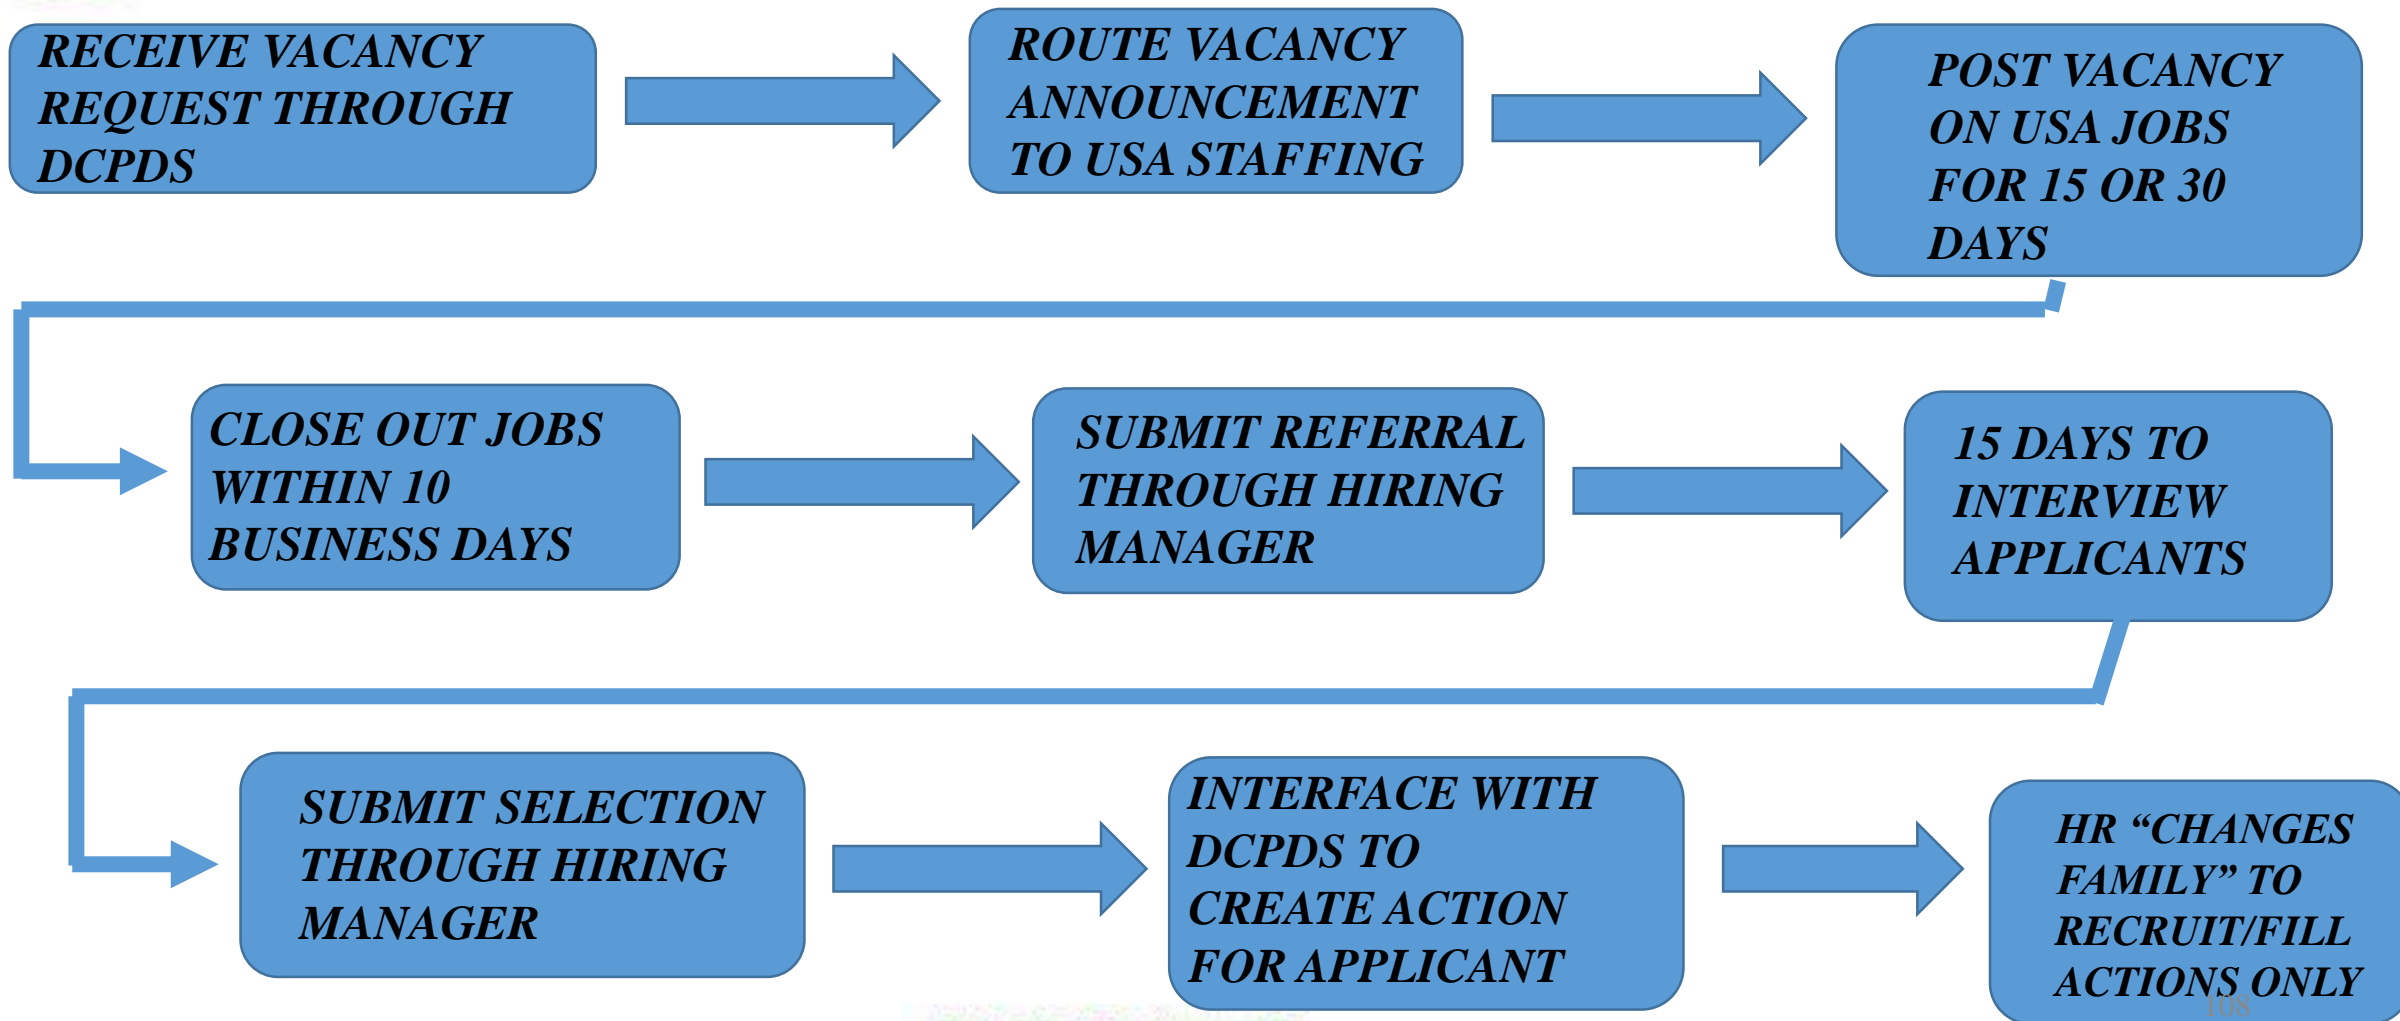 RECEIVE VACANCY
REQUEST THROUGH
DCPDS
ROUTE VACANCY
ANNOUNCEMENT
TO USA STAFFING
POST VACANCY
ON USA JOBS
FOR 15 OR 30
DAYS
CLOSE OUT JOBS
WITHIN 10
BUSINESS DAYS
SUBMIT REFERRAL
THROUGH HIRING
MANAGER
15 DAYS TO
INTERVIEW
APPLICANTS
SUBMIT SELECTION
THROUGH HIRING
MANAGER
INTERFACE WITH
DCPDS TO
CREATE ACTION
FOR APPLICANT
HR “CHANGES
FAMILY” TO
RECRUIT/FILL
ACTIONS ONLY
108